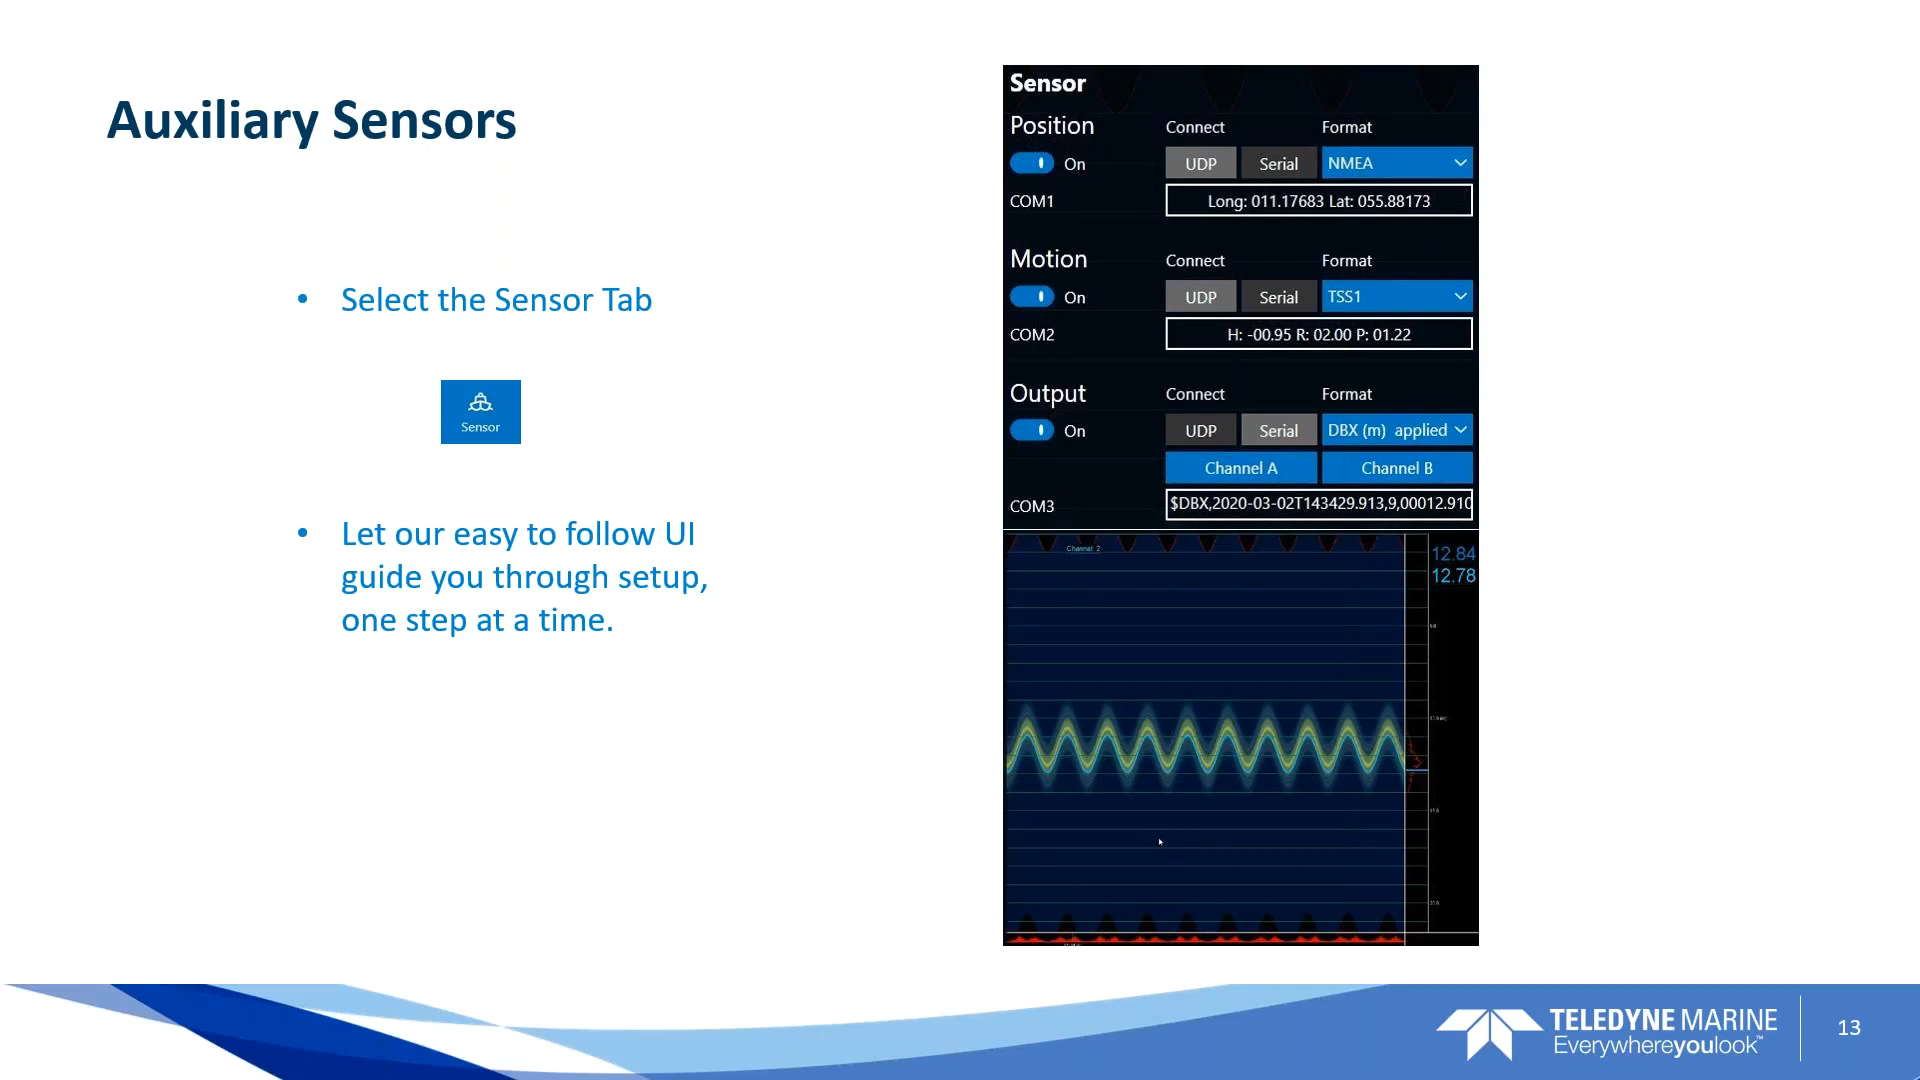 Auxiliary Sensors
• Select the Sensor Tab
Sensor
• Let our easy to follow UI
guide you through setup,
one step at a time.
Sensor
Position Connect Format
On UDP Serial NMEA
COM1 Long: 011.17683 Lat: 055.88173
Motion Connect Format
On UDP Serial TSS1
COM2 H: -00.95 R: 02.00 P: 01.22
Output Connect Format
On UDP Serial DBX (m) applied
Channel A Channel B
COM3 $DBX,2020-03-02T143429.913,9,00012.910
Channel: 2
12.84
12.78
TELEDYNE MARINE
Everywhereyoulook™
13